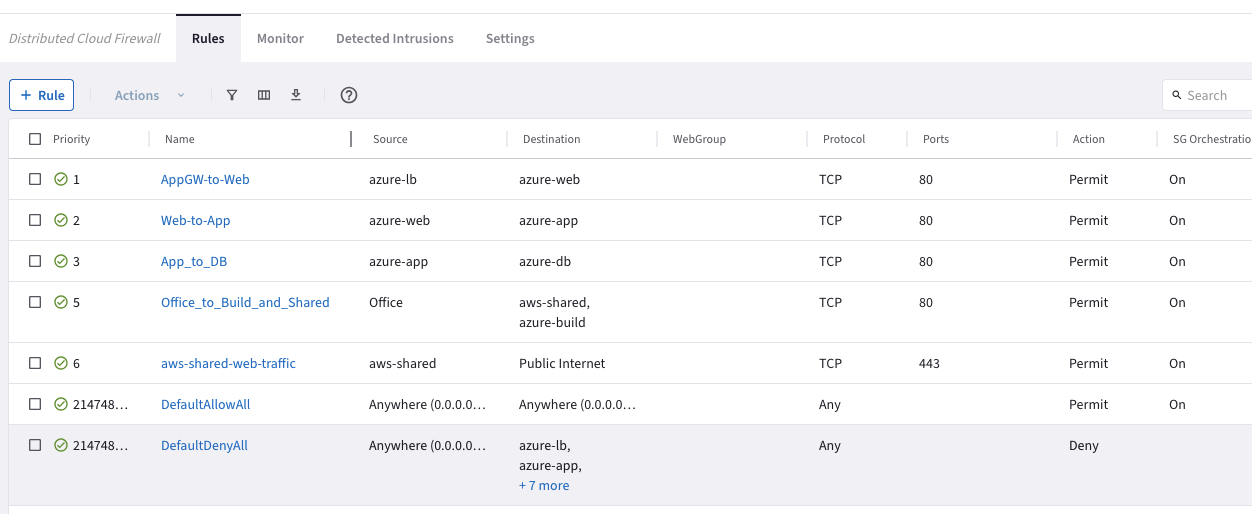 Distributed Cloud Firewall Rules Monitor Detected Intrusions Settings
+ Rule Actions ? Search
Priority Name Source Destination WebGroup Protocol Ports Action SG Orchestratio
1 AppGW-to-Web azure-lb azure-web TCP 80 Permit On
2 Web-to-App azure-web azure-app TCP 80 Permit On
3 App_to_DB azure-app azure-db TCP 80 Permit On
5 Office_to_Build_and_Shared Office aws-shared, TCP 80 Permit On
azure-build
6 aws-shared-web-traffic aws-shared Public Internet TCP 443 Permit On
214748... DefaultAllowAll Anywhere (0.0.0.0... Anywhere (0.0.0.0... Any Permit On
214748... DefaultDenyAll Anywhere (0.0.0.0... azure-lb, Any Deny
azure-app,
+ 7 more